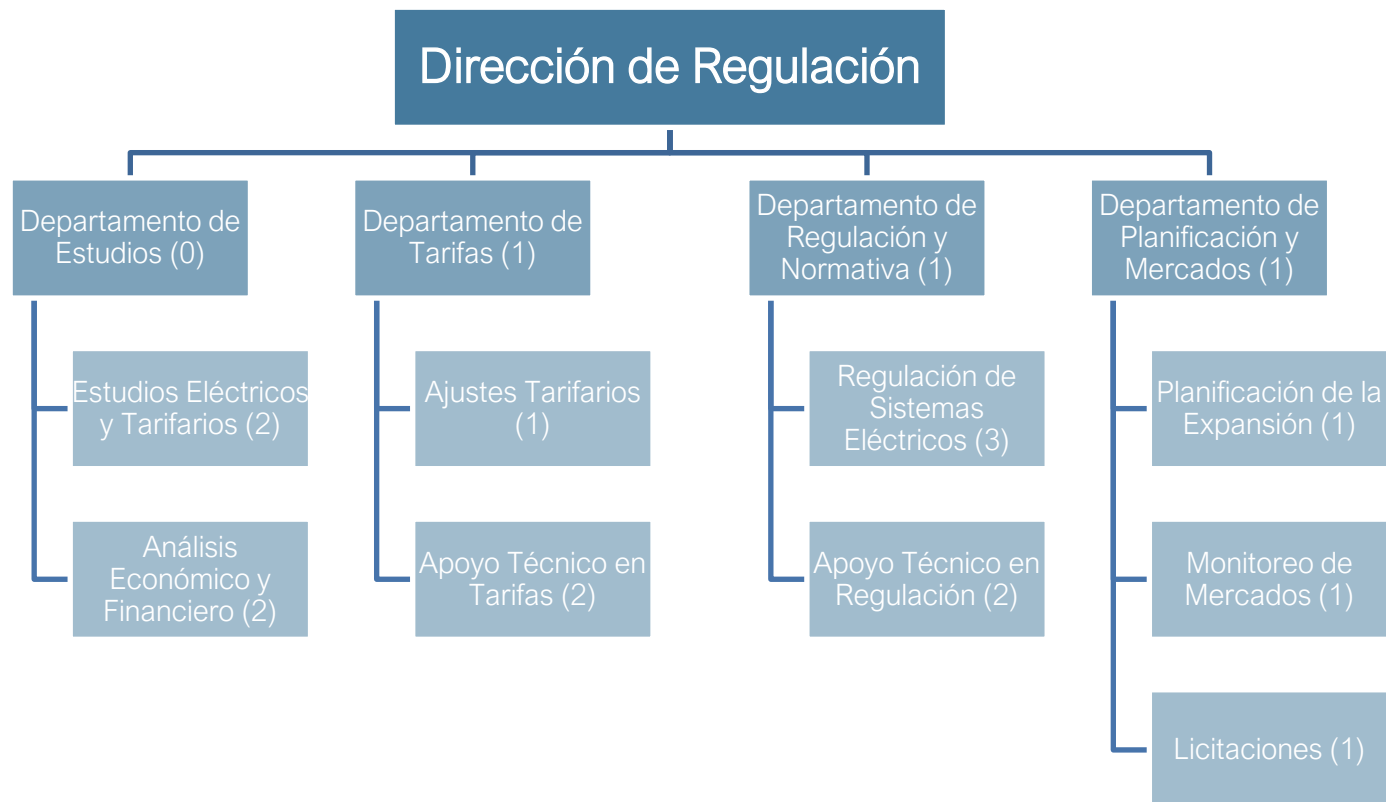 Dirección de Regulación
Departamento de
Estudios (0)
Estudios Eléctricos
y Tarifarios (2)
Análisis
Económico y
Financiero (2)
Departamento de
Tarifas (1)
Ajustes Tarifarios
(1)
Apoyo Técnico en
Tarifas (2)
Departamento de
Regulación y
Normativa (1)
Regulación de
Sistemas
Eléctricos (3)
Apoyo Técnico en
Regulación (2)
Departamento de
Planificación y
Mercados (1)
Planificación de la
Expansión (1)
Monitoreo de
Mercados (1)
Licitaciones (1)